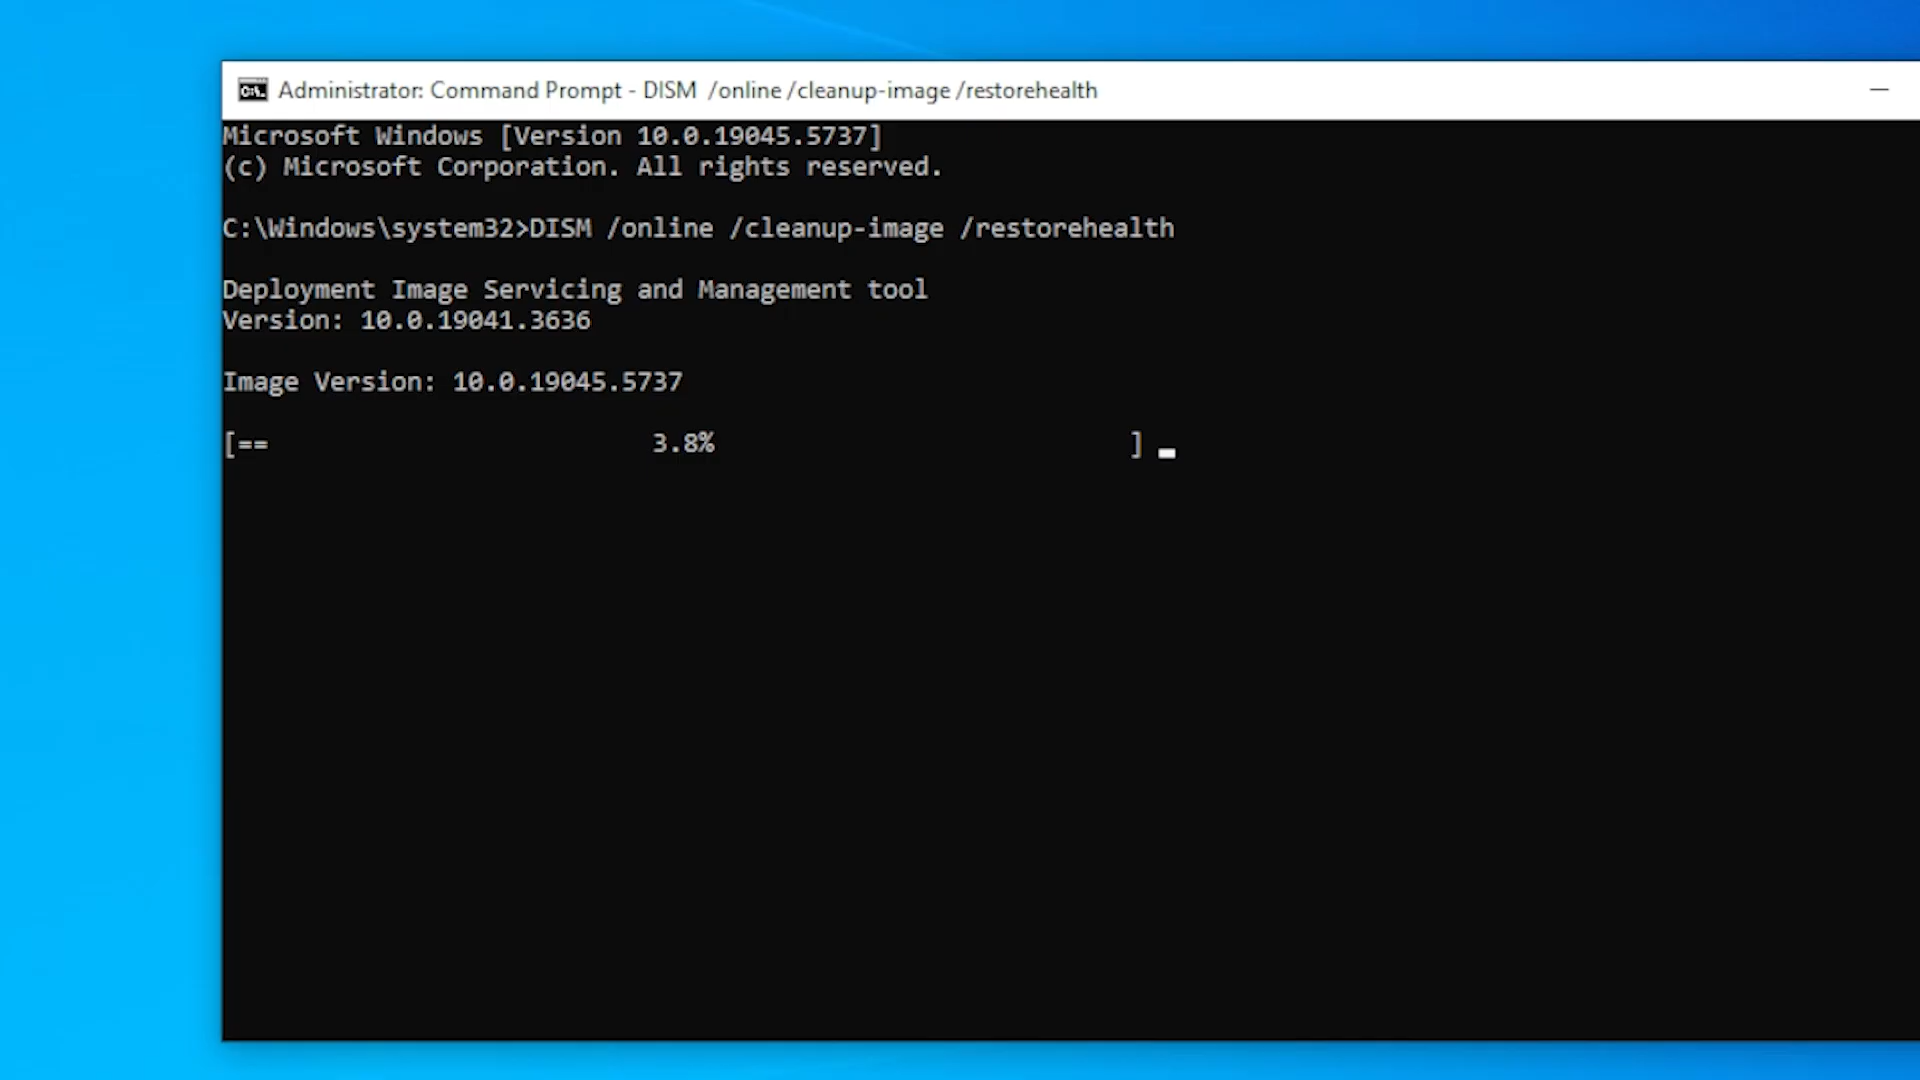 Administrator: Command Prompt - DISM  /online /cleanup-image /restorehealth
Microsoft Windows [Version 10.0.19045.5737]
(c) Microsoft Corporation. All rights reserved.
C:\Windows\system32>DISM /online /cleanup-image /restorehealth
Deployment Image Servicing and Management tool
Version: 10.0.19041.3636
Image Version: 10.0.19045.5737
[==                         3.8%                           ]